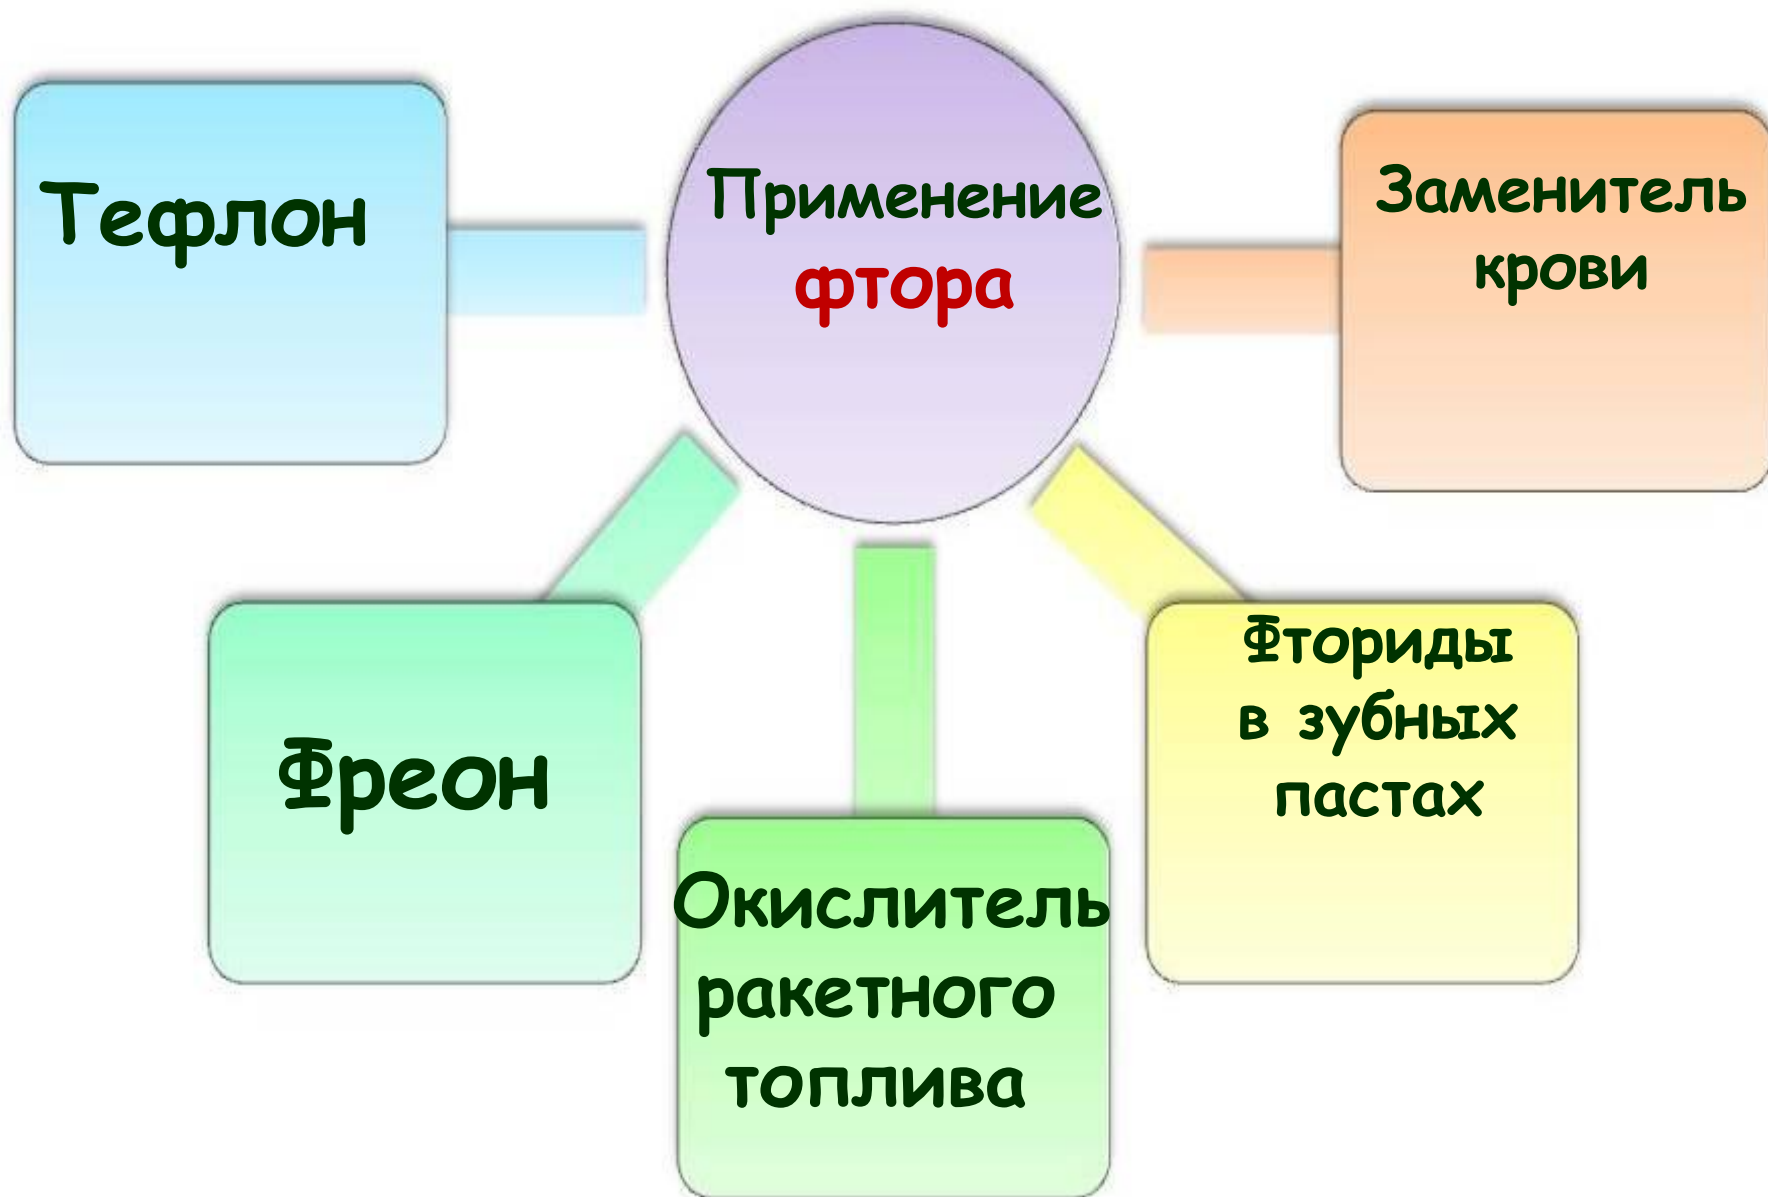 Применение
фтора
Тефлон
Заменитель
крови
Фреон
Окислитель
ракетного
топлива
Фториды
в зубных
пастах